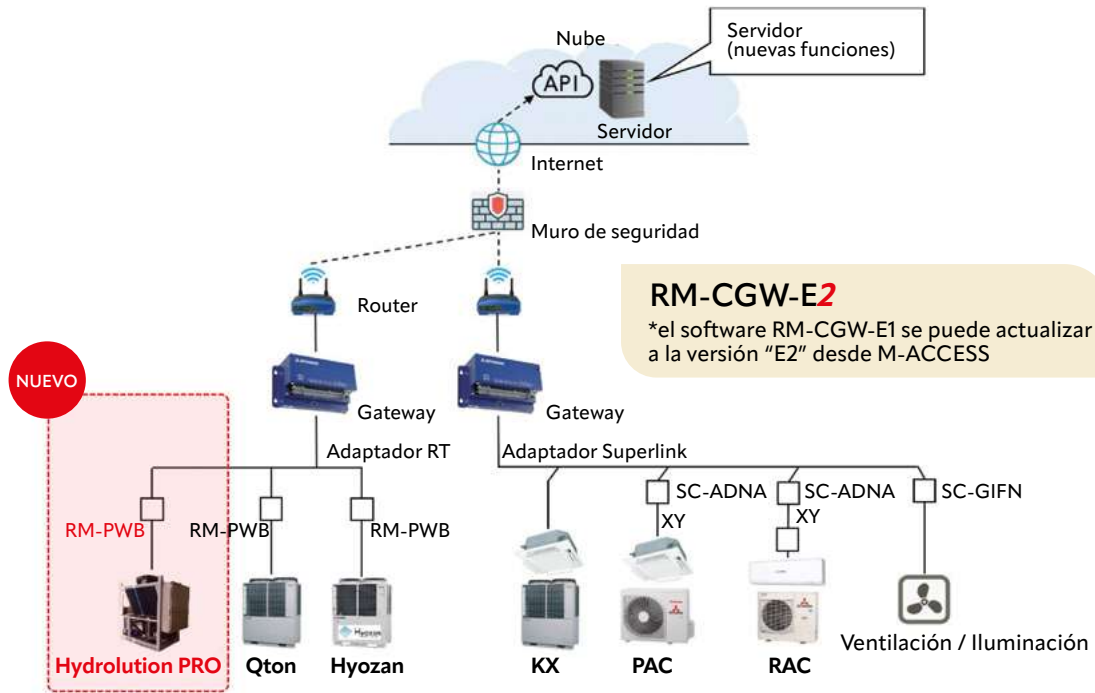 Nube
Servidor
(nuevas funciones)
API
Servidor
Internet
Muro de seguridad
Router
RM-CGW-E2
*el software RM-CGW-E1 se puede actualizar
a la versión “E2” desde M-ACCESS
NUEVO
Gateway
Gateway
Adaptador RT
Adaptador Superlink
SC-ADNA
SC-ADNA
SC-GIFN
XY
XY
RM-PWB
RM-PWB
RM-PWB
Hyozan
Hydrolution PRO
Qton
Hyozan
KX
PAC
RAC
Ventilación / Iluminación